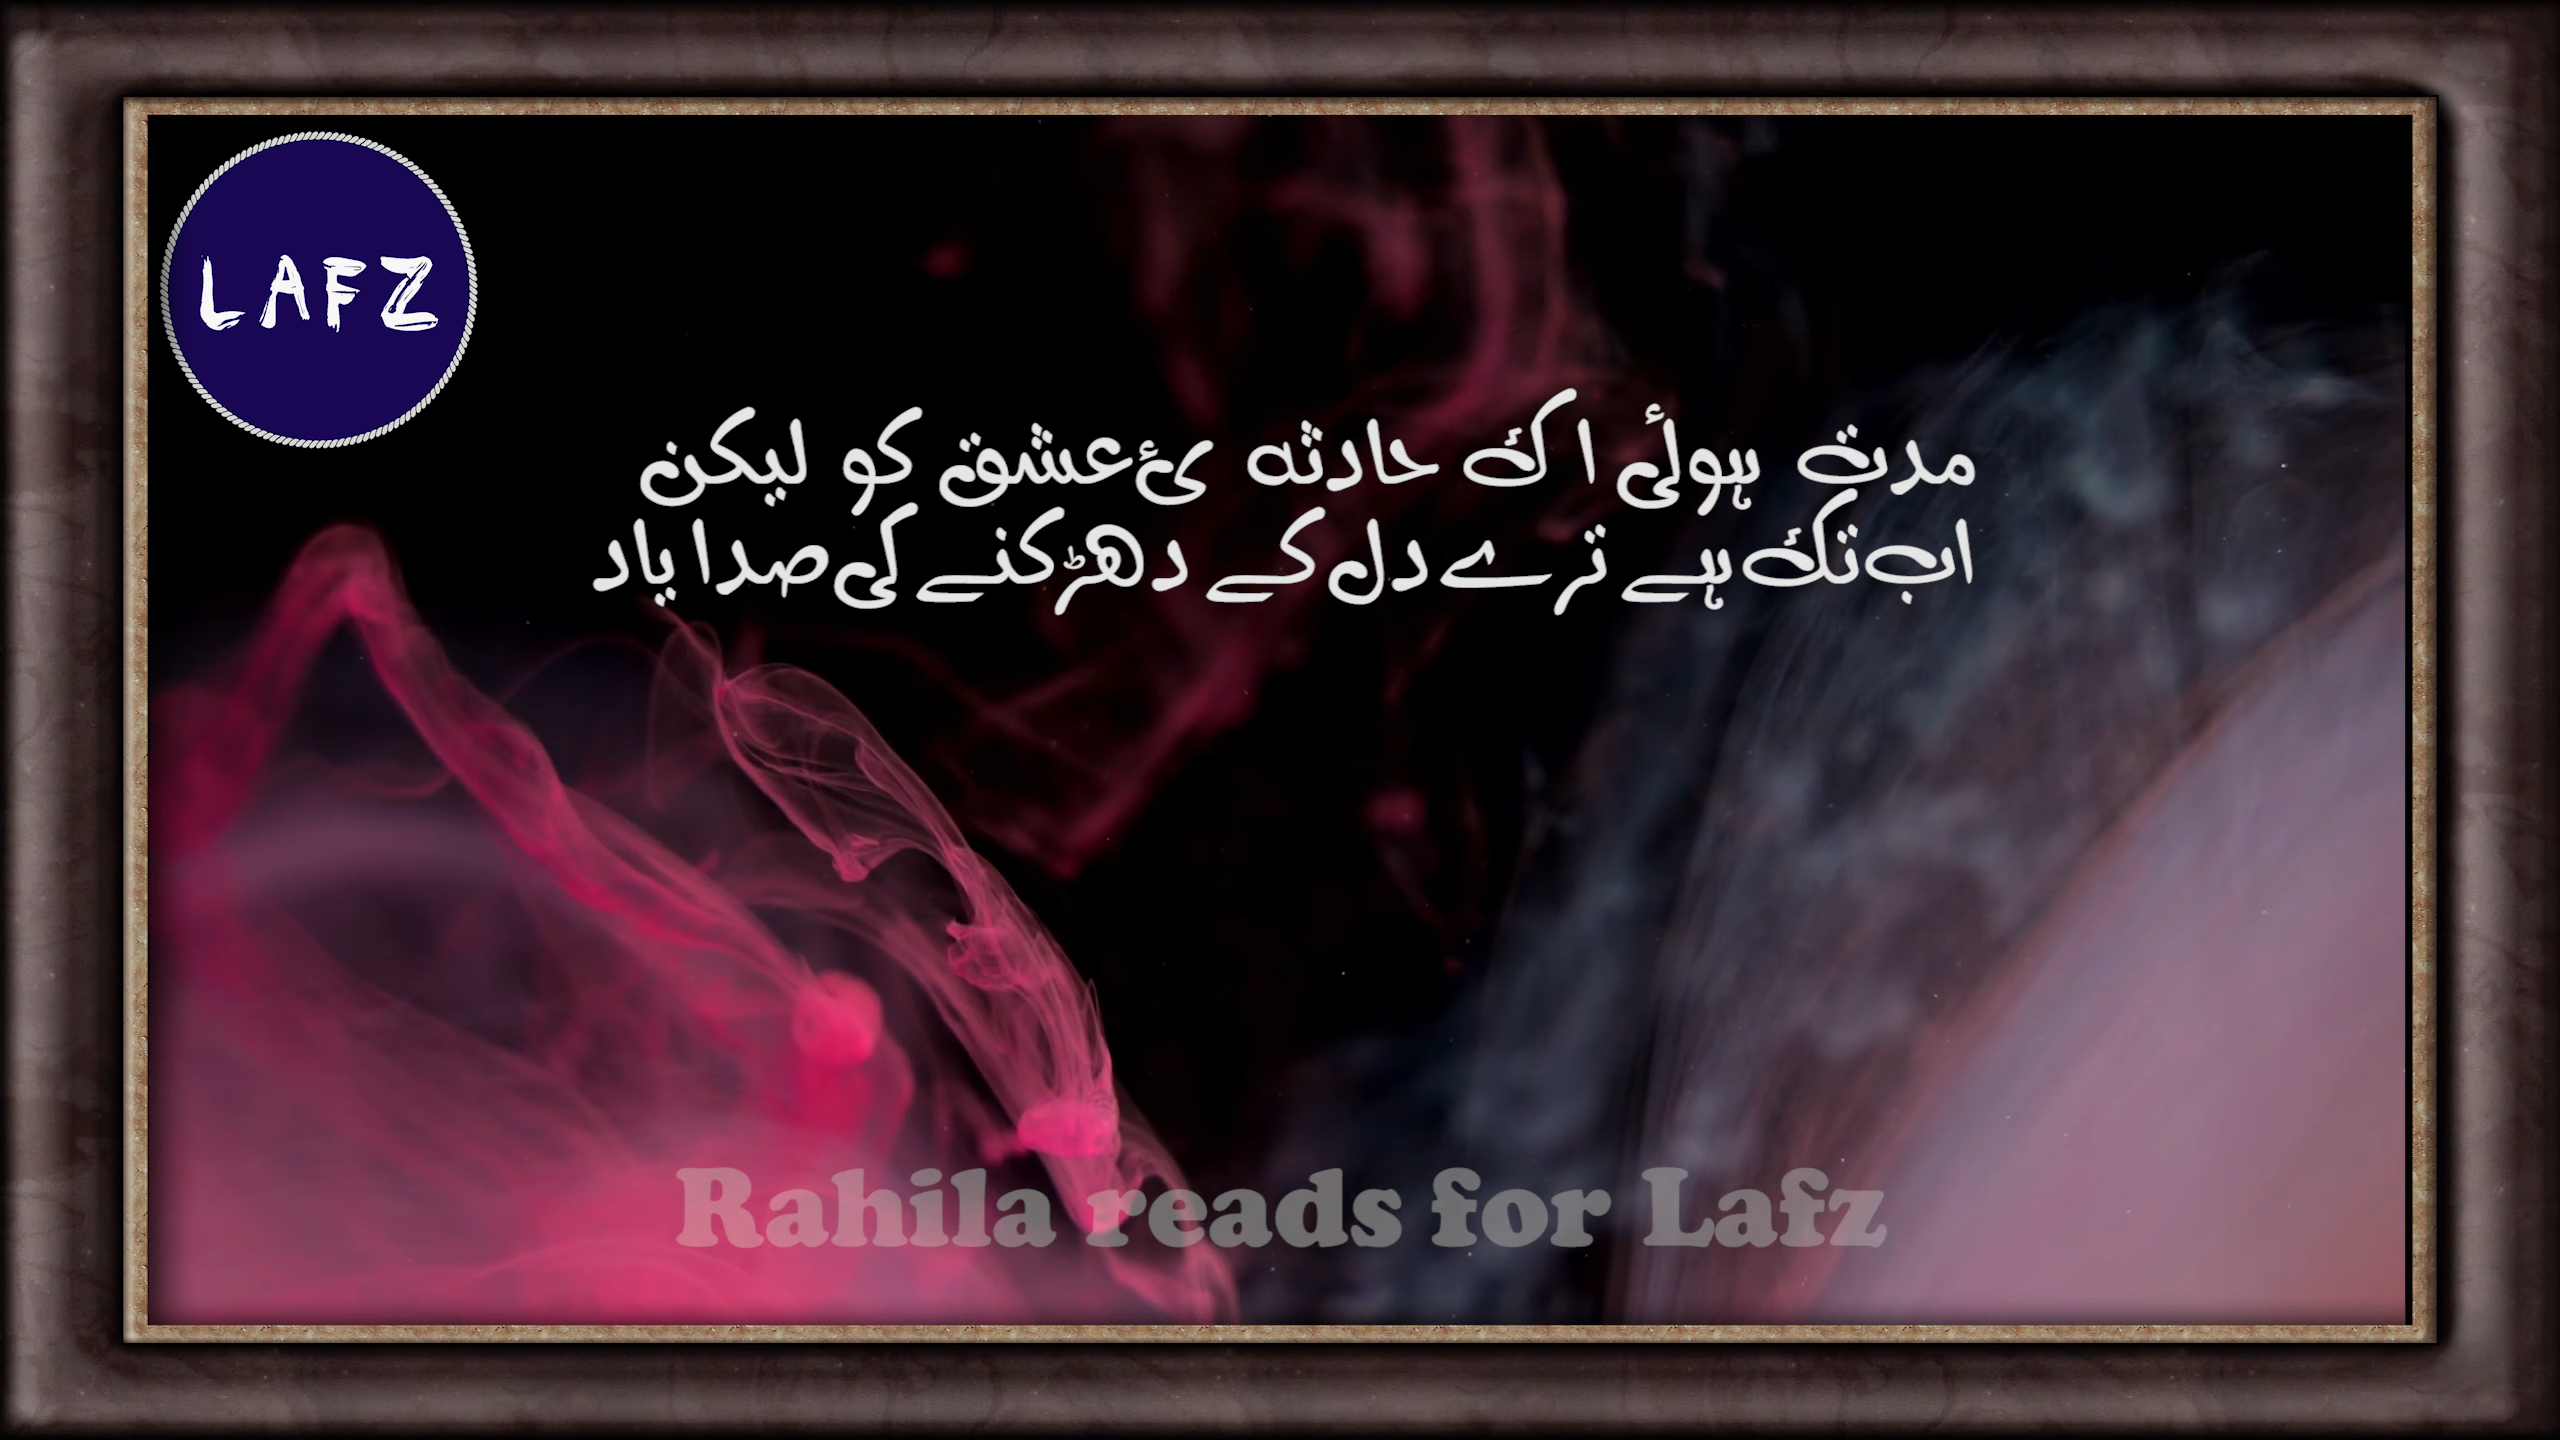 LAFZ
مدت ہوئی اک حادثہ ئ عشق کو لیکن
اب تک ہے ترے دل کے دھڑکنے کی صدا یاد
Rahila reads for Lafz